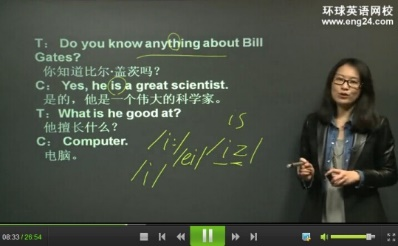 环球英语网校
www.eng24.com
T: Do you know anything about Bill
Gates?
你知道比尔·盖茨吗?
C: Yes, he is a great scientist.
是的，他是一个伟大的科学家。
T: What is he good at?
他擅长什么?
C: Computer.
电脑。
is
/i:/ /ei/ /iz/
/i/
08:33 / 26:54